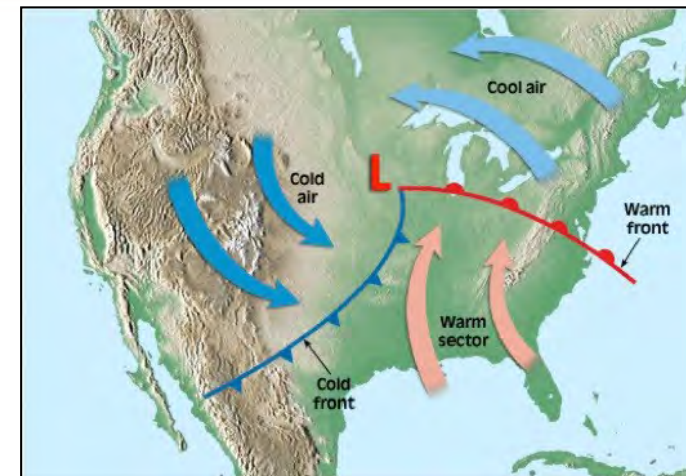 Cool air
Cold
air
L
Warm
front
Warm
sector
Cold
front